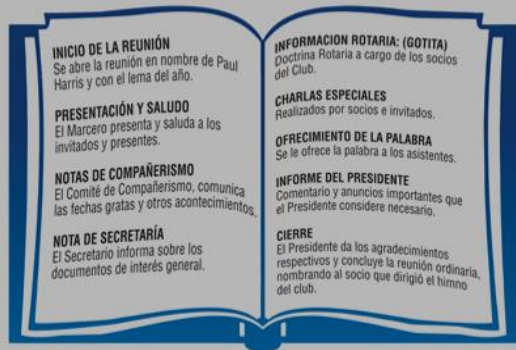 INICIO DE LA REUNIÓN
Se abre la reunión en nombre de Paul
Harris y con el lema del año.
PRESENTACIÓN Y SALUDO
El Marcero presenta y saluda a los
invitados y presentes.
NOTAS DE COMPAÑERISMO
El Comité de Compañerismo, comunica
las fechas gratas y otros acontecimientos.
NOTA DE SECRETARÍA
El Secretario informa sobre los
documentos de interés general.
INFORMACION ROTARIA: (GOTITA)
Doctrina Rotaria a cargo de los socios
del Club.
CHARLAS ESPECIALES
Realizados por socios e invitados.
OFRECIMIENTO DE LA PALABRA
Se le ofrece la palabra a los asistentes.
INFORME DEL PRESIDENTE
Comentario y anuncios importantes que
el Presidente considere necesario.
CIERRE
El Presidente da los agradecimientos
respectivos y concluye la reunión ordinaria,
nombrando al socio que dirigió el himno
del club.